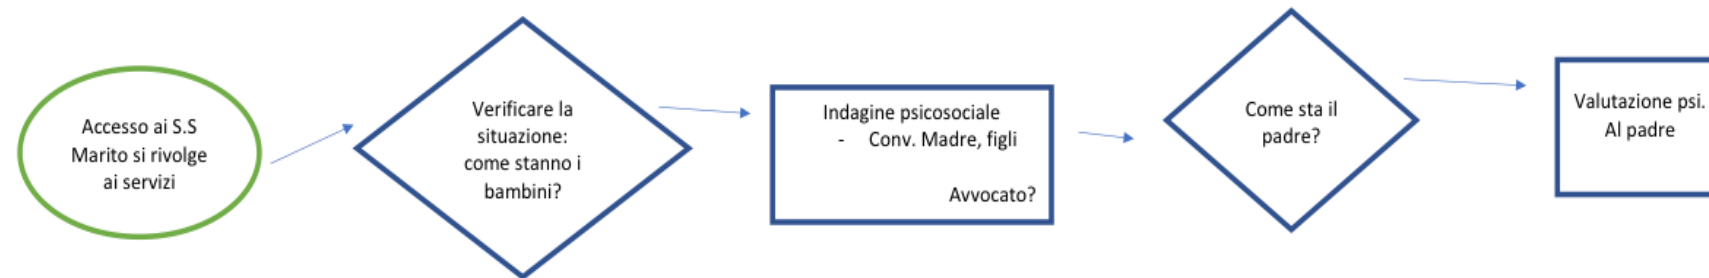 Accesso ai S.S
Marito si rivolge
ai servizi
Verificare la
situazione:
come stanno i
bambini?
Indagine psicosociale
- Conv. Madre, figli
Avvocato?
Come sta il
padre?
Valutazione psi.
Al padre